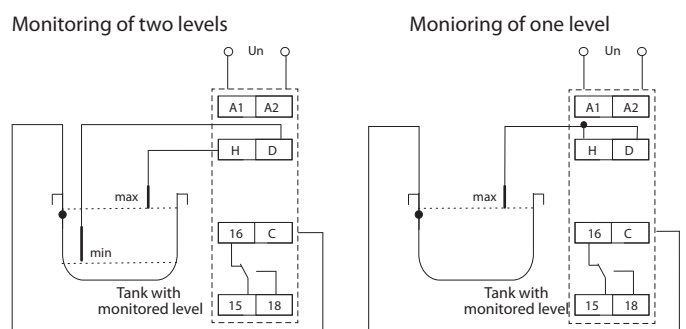 Monitoring of two levels
Un
A1 A2
H D
max
min
16 C
Tank with
monitored level
15 18
Monioring of one level
Un
A1 A2
H D
max
16 C
Tank with
monitored level
15 18